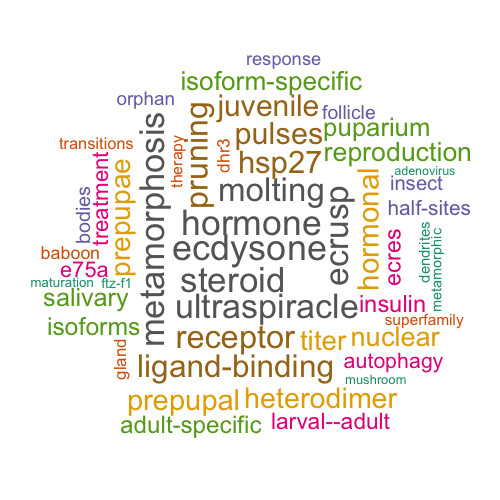 response
isoform-specific
orphan
juvenile
follicle
pruning
pulses
puparium
transitions
therapy
dhr3
hsp27
reproduction
metamorphosis
treatment
prepupae
molting
adenovirus
insect
bodies
hormone
ecrusp
hormonal
half-sites
baboon
ecdysone
ecres
dendrites
metamorphic
e75a
steroid
maturation
ftz-f1
salivary
ultraspiracle
insulin
isoforms
receptor
titer
nuclear
superfamily
gland
ligand-binding
autophagy
mushroom
prepupal
heterodimer
adult-specific
larval--adult